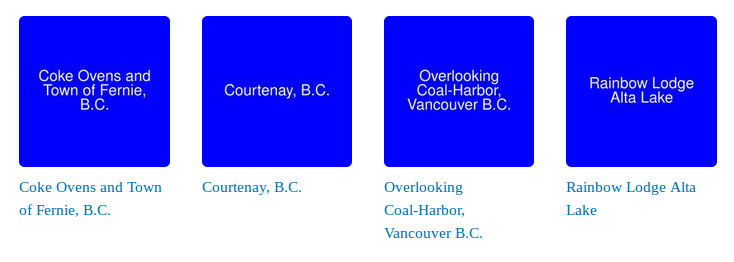 Coke Ovens and
Town of Fernie,
B.C.
Courtenay, B.C.
Overlooking
Coal-Harbor,
Vancouver B.C.
Rainbow Lodge
Alta Lake
Coke Ovens and Town
of Fernie, B.C.
Courtenay, B.C.
Overlooking
Coal-Harbor,
Vancouver B.C.
Rainbow Lodge Alta
Lake